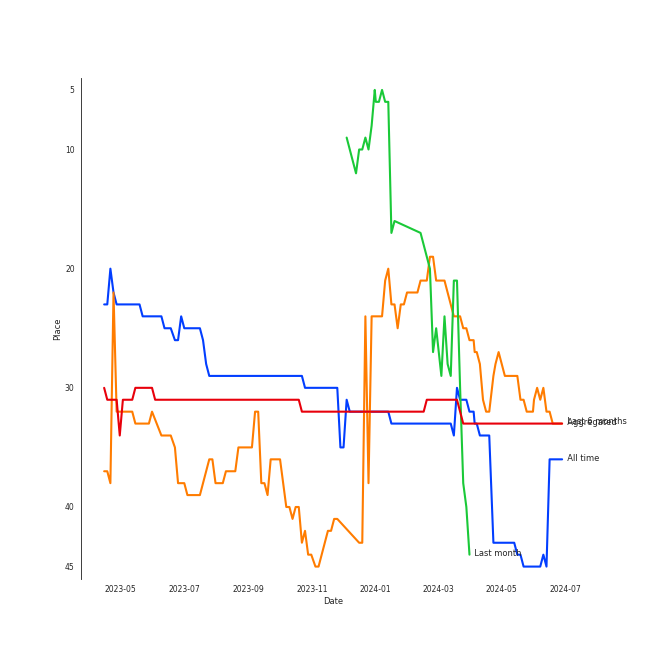 5
10
20
30
40
45
Place
2023-05
2023-07
2023-09
2023-11
2024-01
2024-03
2024-05
2024-07
Date
Last 6 months
Aggregated
All time
Last month